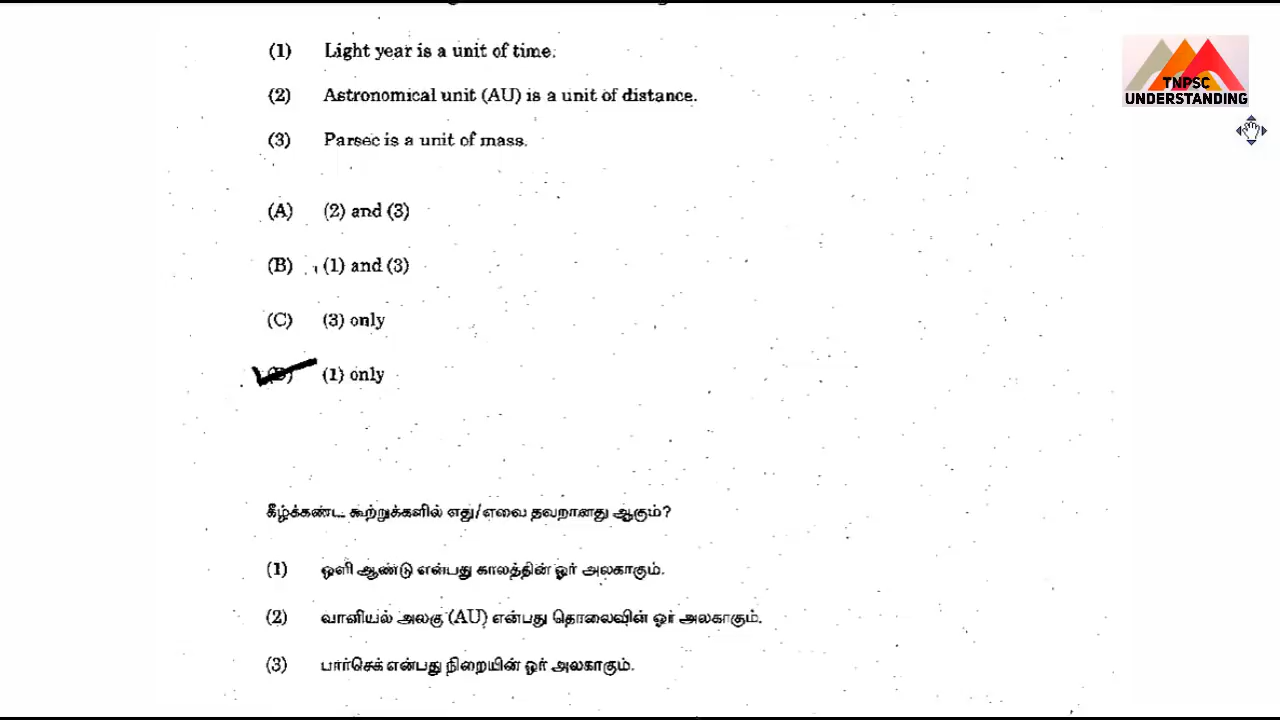 (1) Light year is a unit of time.
(2) Astronomical unit (AU) is a unit of distance.
(3) Parsec is a unit of mass.
(A) (2) and (3)
(B) (1) and (3)
(C) (3) only
(D) (1) only
கீழ்க்கண்ட கூற்றுக்களில் எது/எவை தவறானது ஆகும்?
(1) ஒளி ஆண்டு என்பது காலத்தின் ஓர் அலகாகும்.
(2) வானியல் அலகு (AU) என்பது தொலைவின் ஓர் அலகாகும்.
(3) பார்செக் என்பது நிறையின் ஓர் அலகாகும்.
TNPSC
UNDERSTANDING